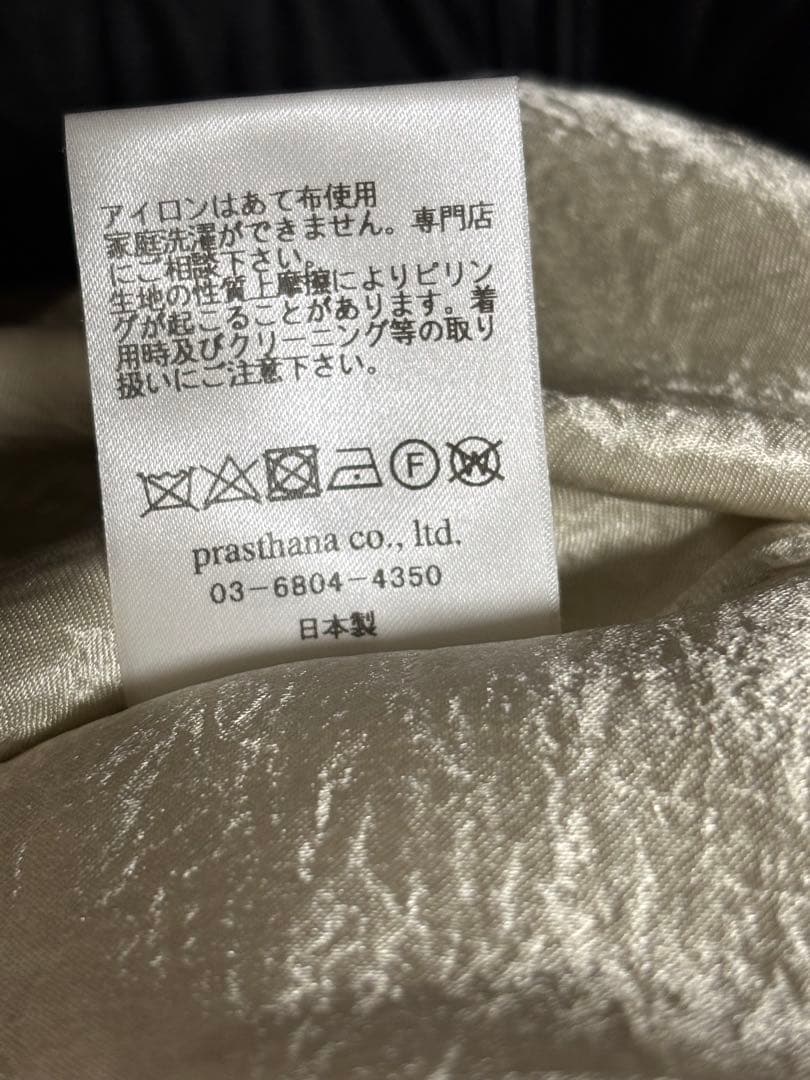 アイロンはあて布使用
家庭洗濯ができません。専門店
にご相談下さい。
生地の性質上摩擦によりピリン
グが起こることがあります。着
用時及びクリーニング等の取り
扱いにご注意下さい。
F W
prasthana co., ltd.
03-6804-4350
日本製